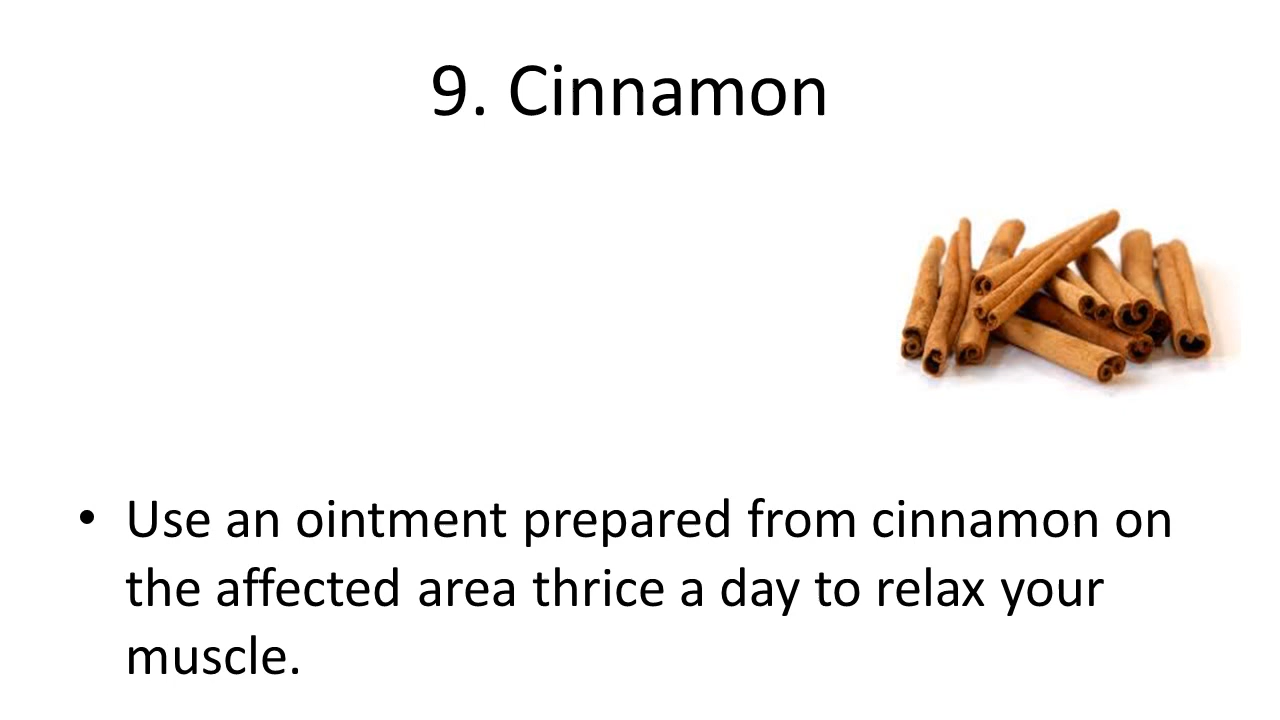 9. Cinnamon
• Use an ointment prepared from cinnamon on
the affected area thrice a day to relax your
muscle.